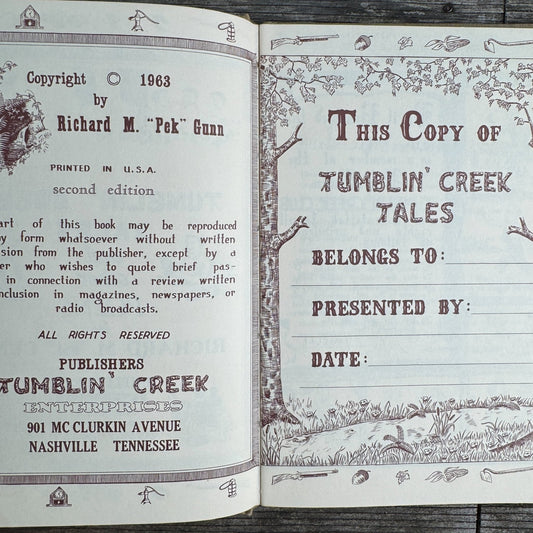 Copyright © 1963
by
Richard M. "Pek" Gunn
PRINTED IN U.S.A.
second edition
art of this book may be reproduced
form whatsoever without written
sion from the publisher, except by a
er who wishes to quote brief pas-
in connection with a review written
nclusion in magazines, newspapers, or
radio broadcasts.
ALL RIGHTS RESERVED
PUBLISHERS
TUMBLIN' CREEK
ENTERPRISES
901 MC CLURKIN AVENUE
NASHVILLE TENNESSEE
THIS COPY OF
TUMBLIN' CREEK
TALES
BELONGS TO:
PRESENTED BY:
DATE: